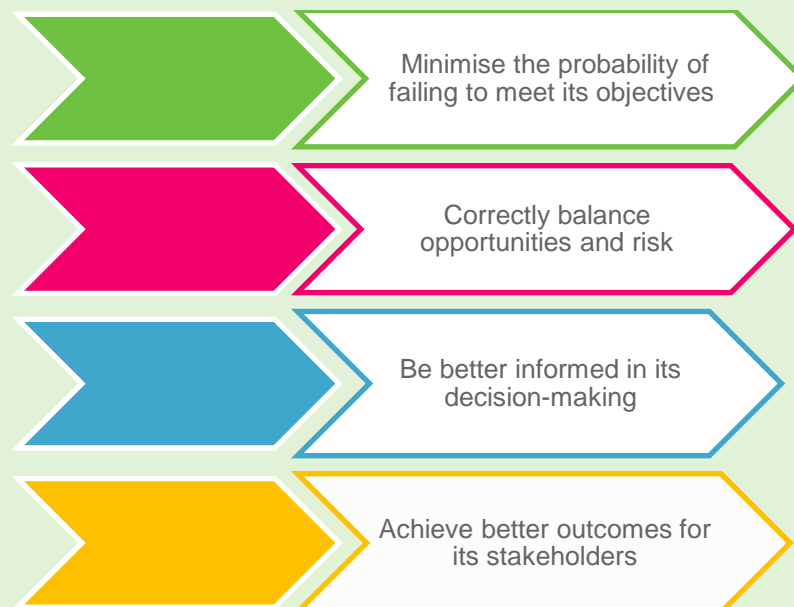 Minimise the probability of
failing to meet its objectives
Correctly balance
opportunities and risk
Be better informed in its
decision-making
Achieve better outcomes for
its stakeholders